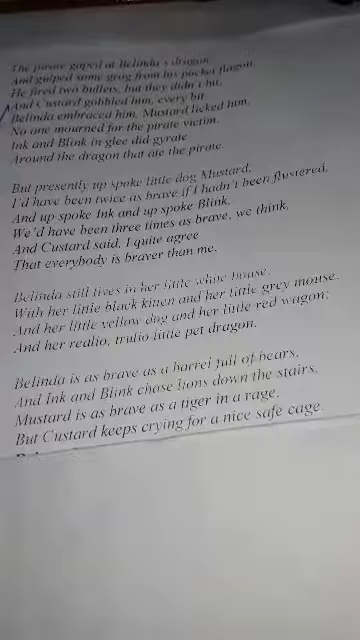 The pirate gaped at Belinda's dragon
And gulped some grog from his pocket flagon
He fired two bullets, but they didn't hit,
And Custard gobbled him, every bit
Belinda embraced him, Mustard licked him,
No one mourned for the pirate victim.
Ink and Blink in glee did gyrate
Around the dragon that ate the pirate.
But presently up spoke little dog Mustard,
I'd have been twice as brave if I hadn't been flustered,
And up spoke Ink and up spoke Blink,
We'd have been three times as brave, we think,
And Custard said, I quite agree
That everybody is braver than me.
Belinda still lives in her little white house,
With her little black kitten and her little grey mouse,
And her little yellow dog and her little red wagon;
And her realio, trulio little pet dragon.
Belinda is as brave as a barrel full of bears,
And Ink and Blink chase lions down the stairs,
Mustard is as brave as a tiger in a rage.
But Custard keeps crying for a nice safe cage.